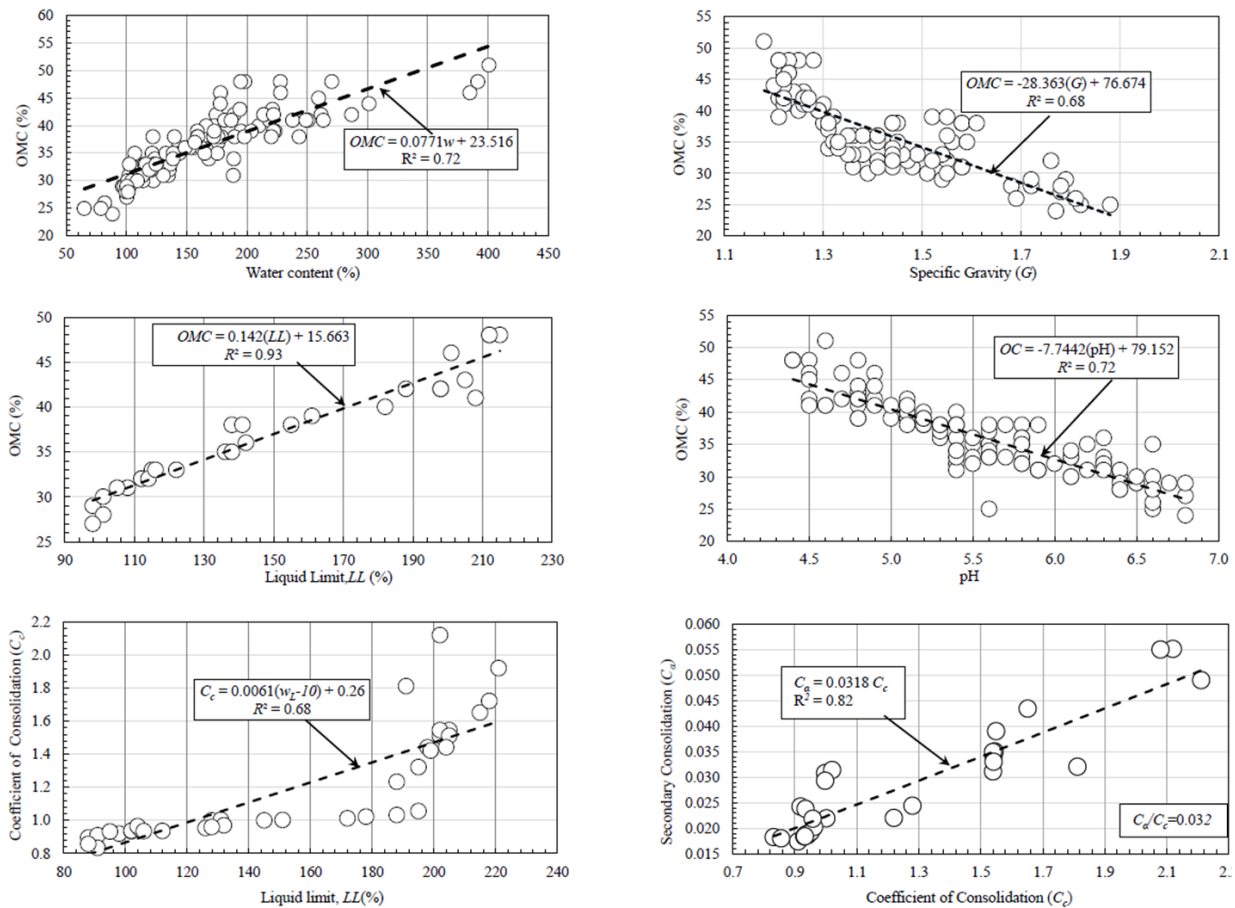 60
55
50
45
40
35
30
25
20
OMC (%)
OMC = 0.0771w + 23.516
R² = 0.72
50 100 150 200 250 300 350 400 450
Water content (%)
55
50
45
40
35
30
25
20
OMC (%)
OMC = -28.363(G) + 76.674
R² = 0.68
1.1 1.3 1.5 1.7 1.9 2.1
Specific Gravity (G)
50
45
40
35
30
25
OMC (%)
OMC = 0.142(LL) + 15.663
R² = 0.93
90 110 130 150 170 190 210 230
Liquid Limit,LL (%)
55
50
45
40
35
30
25
20
OMC (%)
OC = -7.7442(pH) + 79.152
R² = 0.72
4.0 4.5 5.0 5.5 6.0 6.5 7.0
pH
2.2
2.0
1.8
1.6
1.4
1.2
1.0
0.8
Coefficient of Consolidation (Cc)
Cc = 0.0061(wL-10) + 0.26
R² = 0.68
80 100 120 140 160 180 200 220 240
Liquid limit, LL(%)
0.060
0.055
0.050
0.045
0.040
0.035
0.030
0.025
0.020
0.015
Secondary Consolidation (Cα)
Cα = 0.0318 Cc
R² = 0.82
Cα/Cc=0.032
0.7 0.9 1.1 1.3 1.5 1.7 1.9 2.1 2.
Coefficient of Consolidation (Cc)